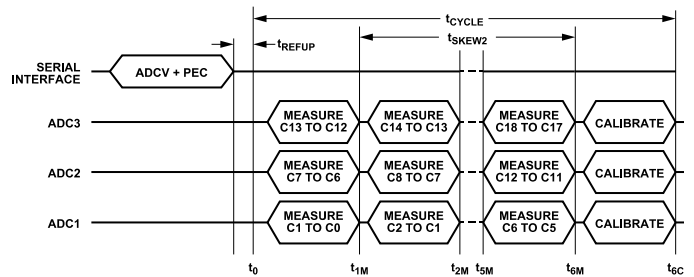 tCYCLE
tSKEW2
tREFUP
SERIAL
INTERFACE
ADCV + PEC
ADC3
MEASURE
C13 TO C12
MEASURE
C14 TO C13
MEASURE
C18 TO C17
CALIBRATE
ADC2
MEASURE
C7 TO C6
MEASURE
C8 TO C7
MEASURE
C12 TO C11
CALIBRATE
ADC1
MEASURE
C1 TO C0
MEASURE
C2 TO C1
MEASURE
C6 TO C5
CALIBRATE
t0
t1M
t2M
t5M
t6M
t6C